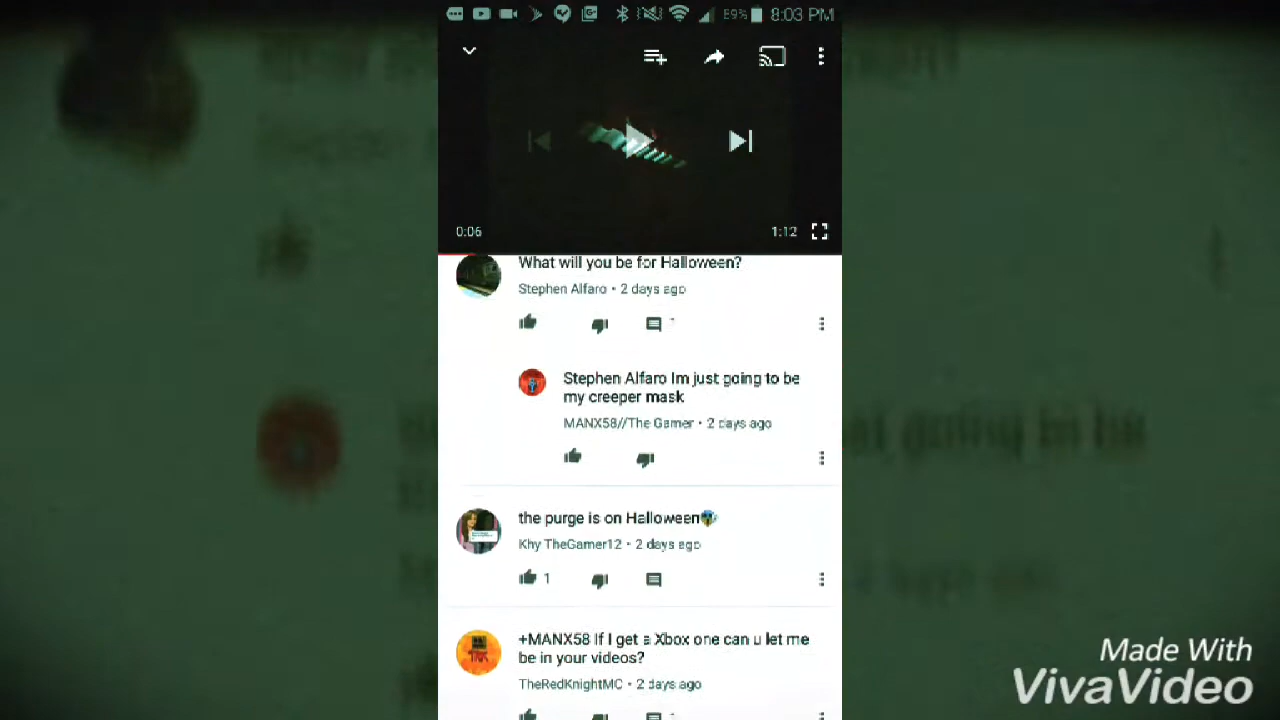 89% 8:03 PM
0:06
1:12
What will you be for Halloween?
Stephen Alfaro • 2 days ago
1
Stephen Alfaro Im just going to be
my creeper mask
MANX58//The Gamer • 2 days ago
the purge is on Halloween😱
Khy TheGamer12 • 2 days ago
1
+MANX58 If I get a Xbox one can u let me
be in your videos?
TheRedKnightMC • 2 days ago
Made With
VivaVideo